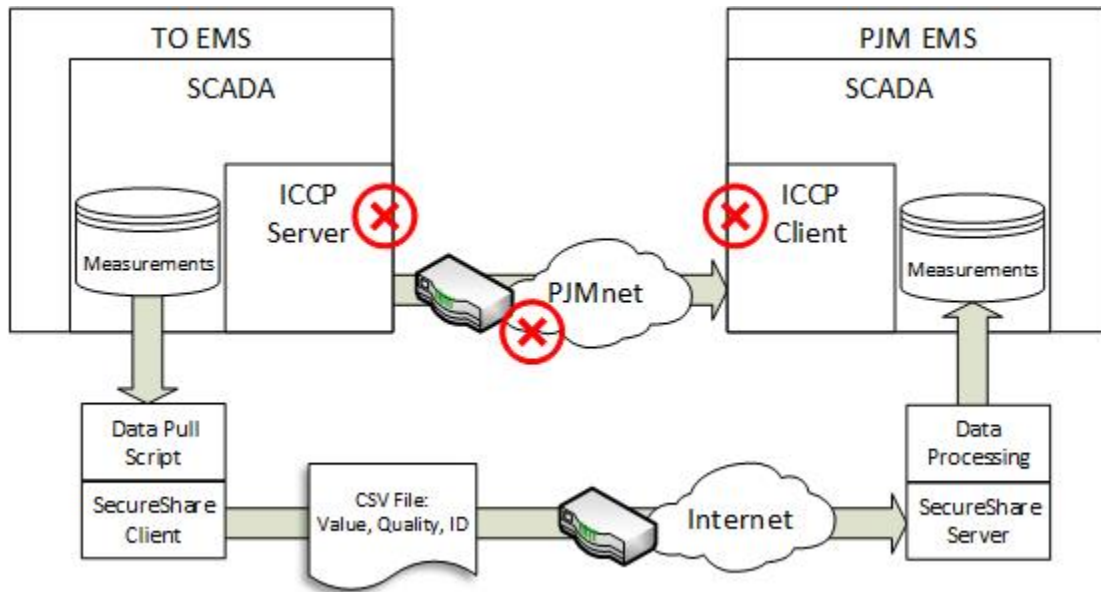 TO EMS
SCADA
ICCP
Server
Measurements
PJMnet
PJM EMS
SCADA
ICCP
Client
Measurements
Data Pull
Script
SecureShare
Client
CSV File:
Value, Quality, ID
Internet
Data
Processing
SecureShare
Server